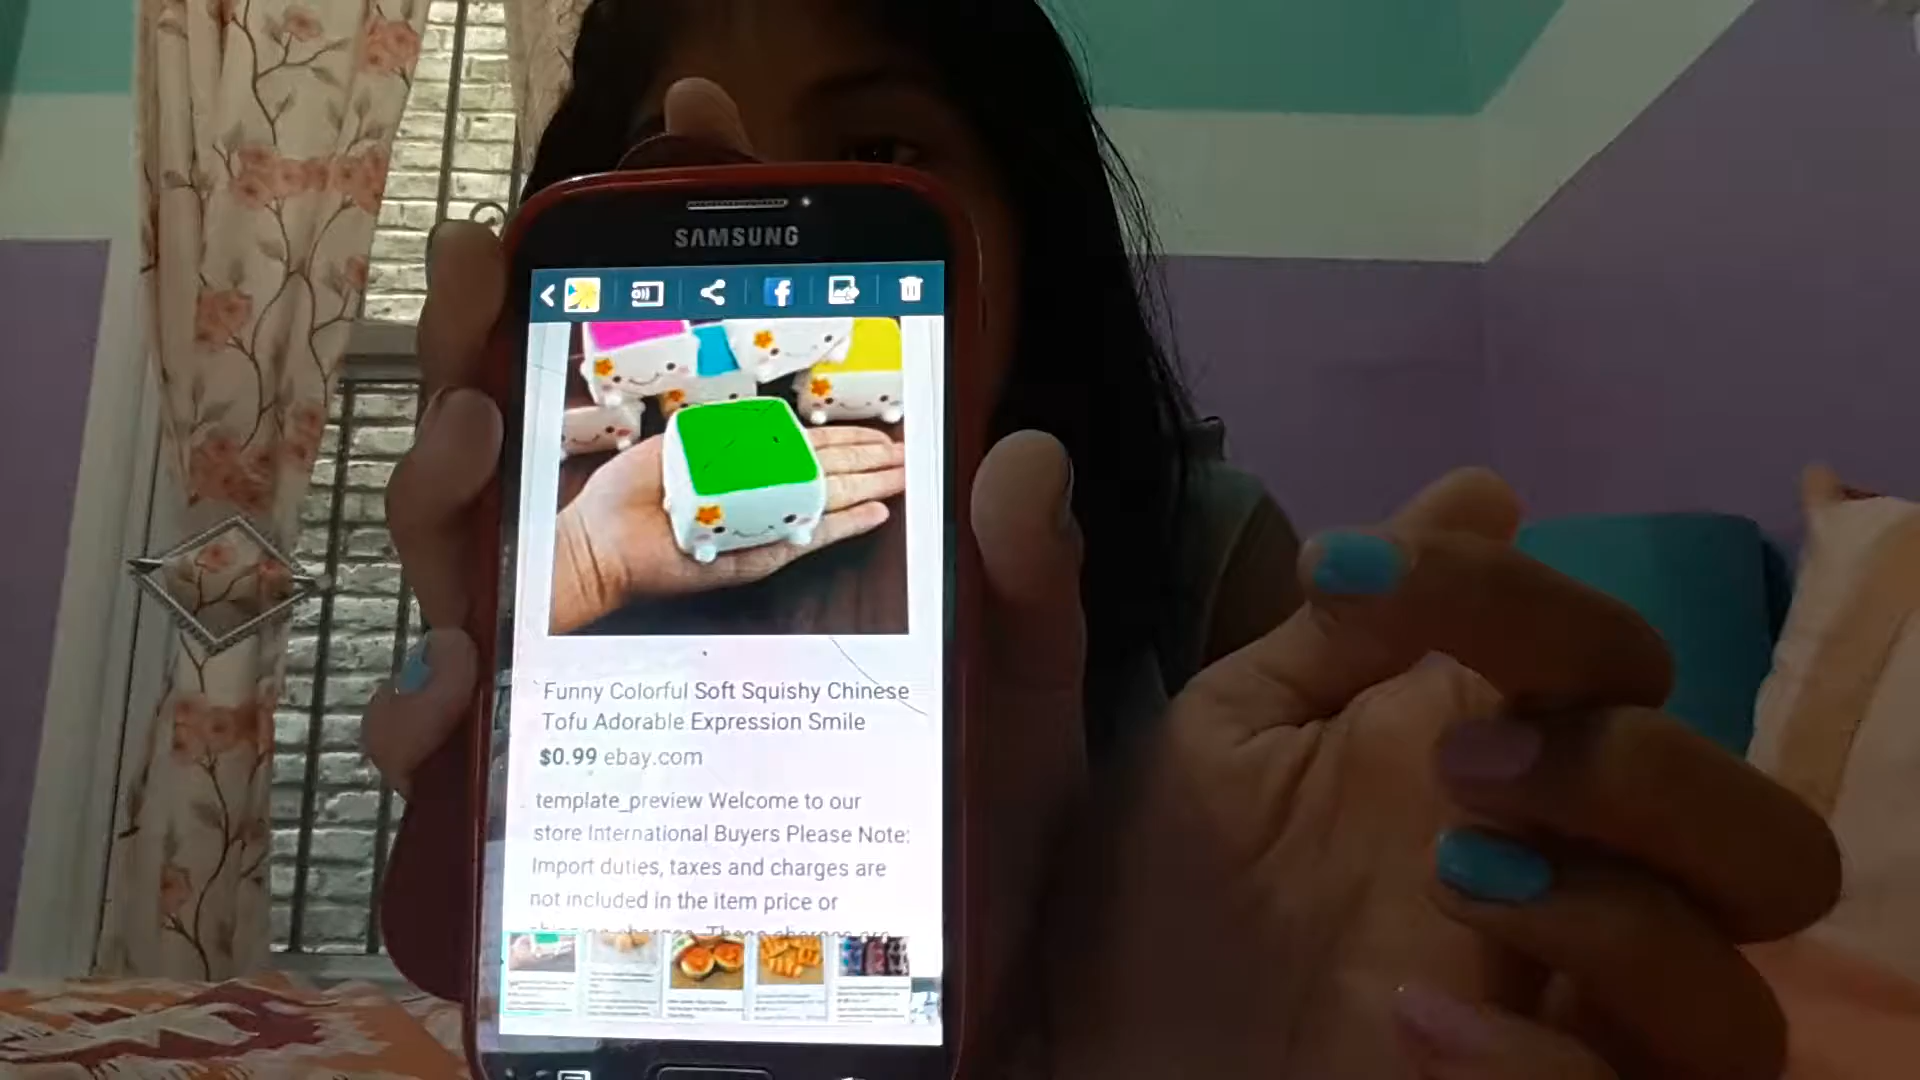 SAMSUNG
Funny Colorful Soft Squishy Chinese
Tofu Adorable Expression Smile
$0.99 ebay.com
template_preview Welcome to our
store International Buyers Please Note:
Import duties, taxes and charges are
not included in the item price or